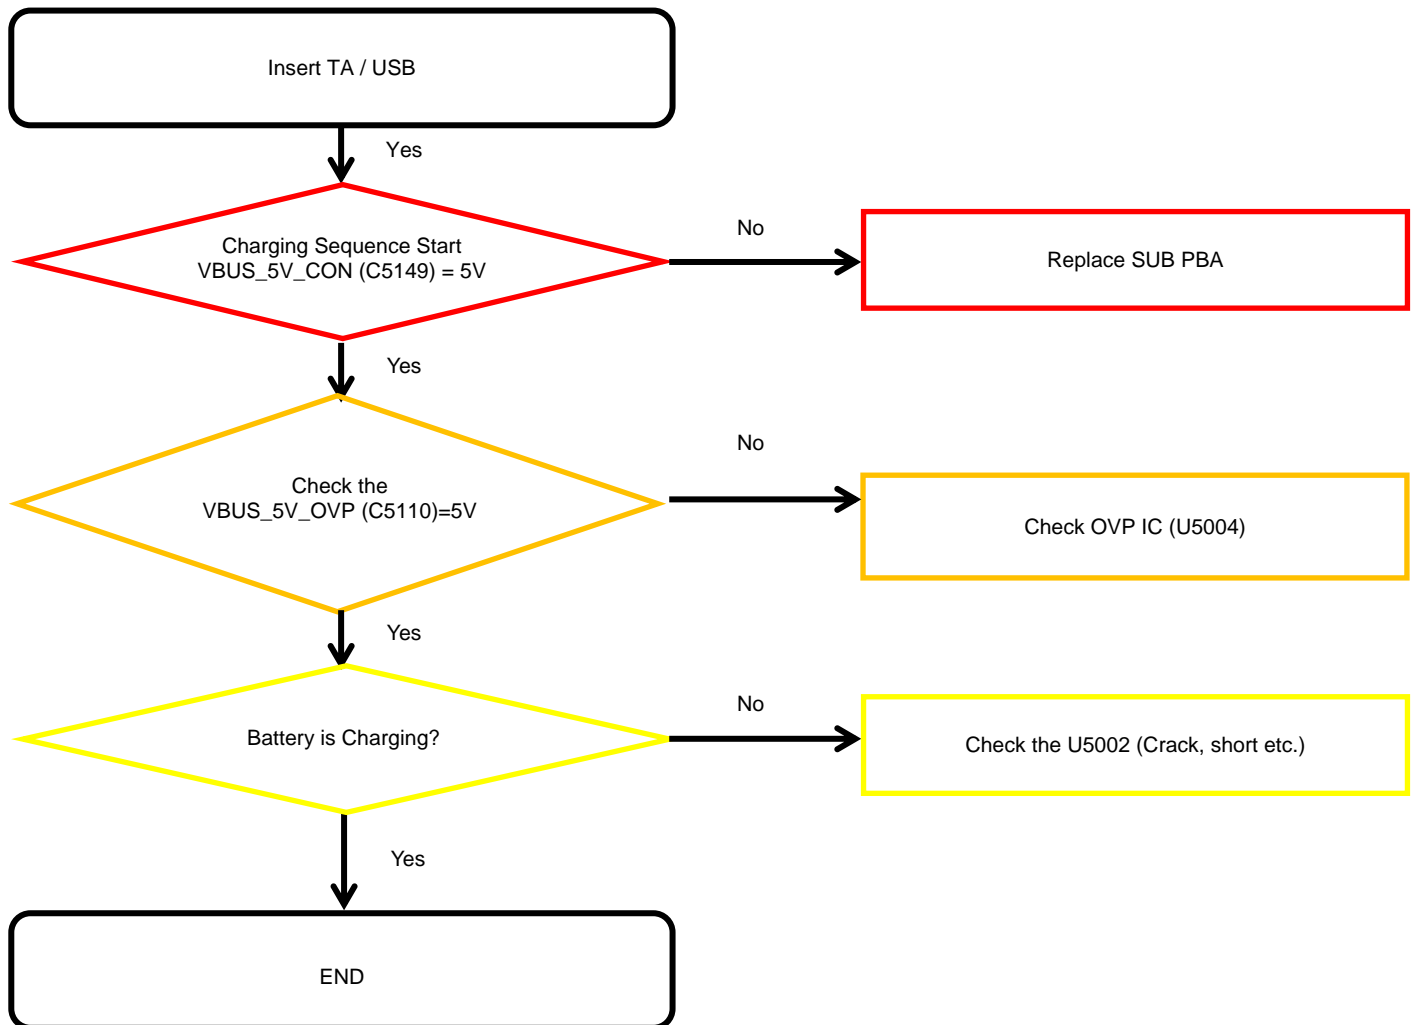 Insert TA / USB
Yes
Charging Sequence Start
VBUS_5V_CON (C5149) = 5V
No
Replace SUB PBA
Yes
Check the
VBUS_5V_OVP (C5110)=5V
No
Check OVP IC (U5004)
Yes
Battery is Charging?
No
Check the U5002 (Crack, short etc.)
Yes
END